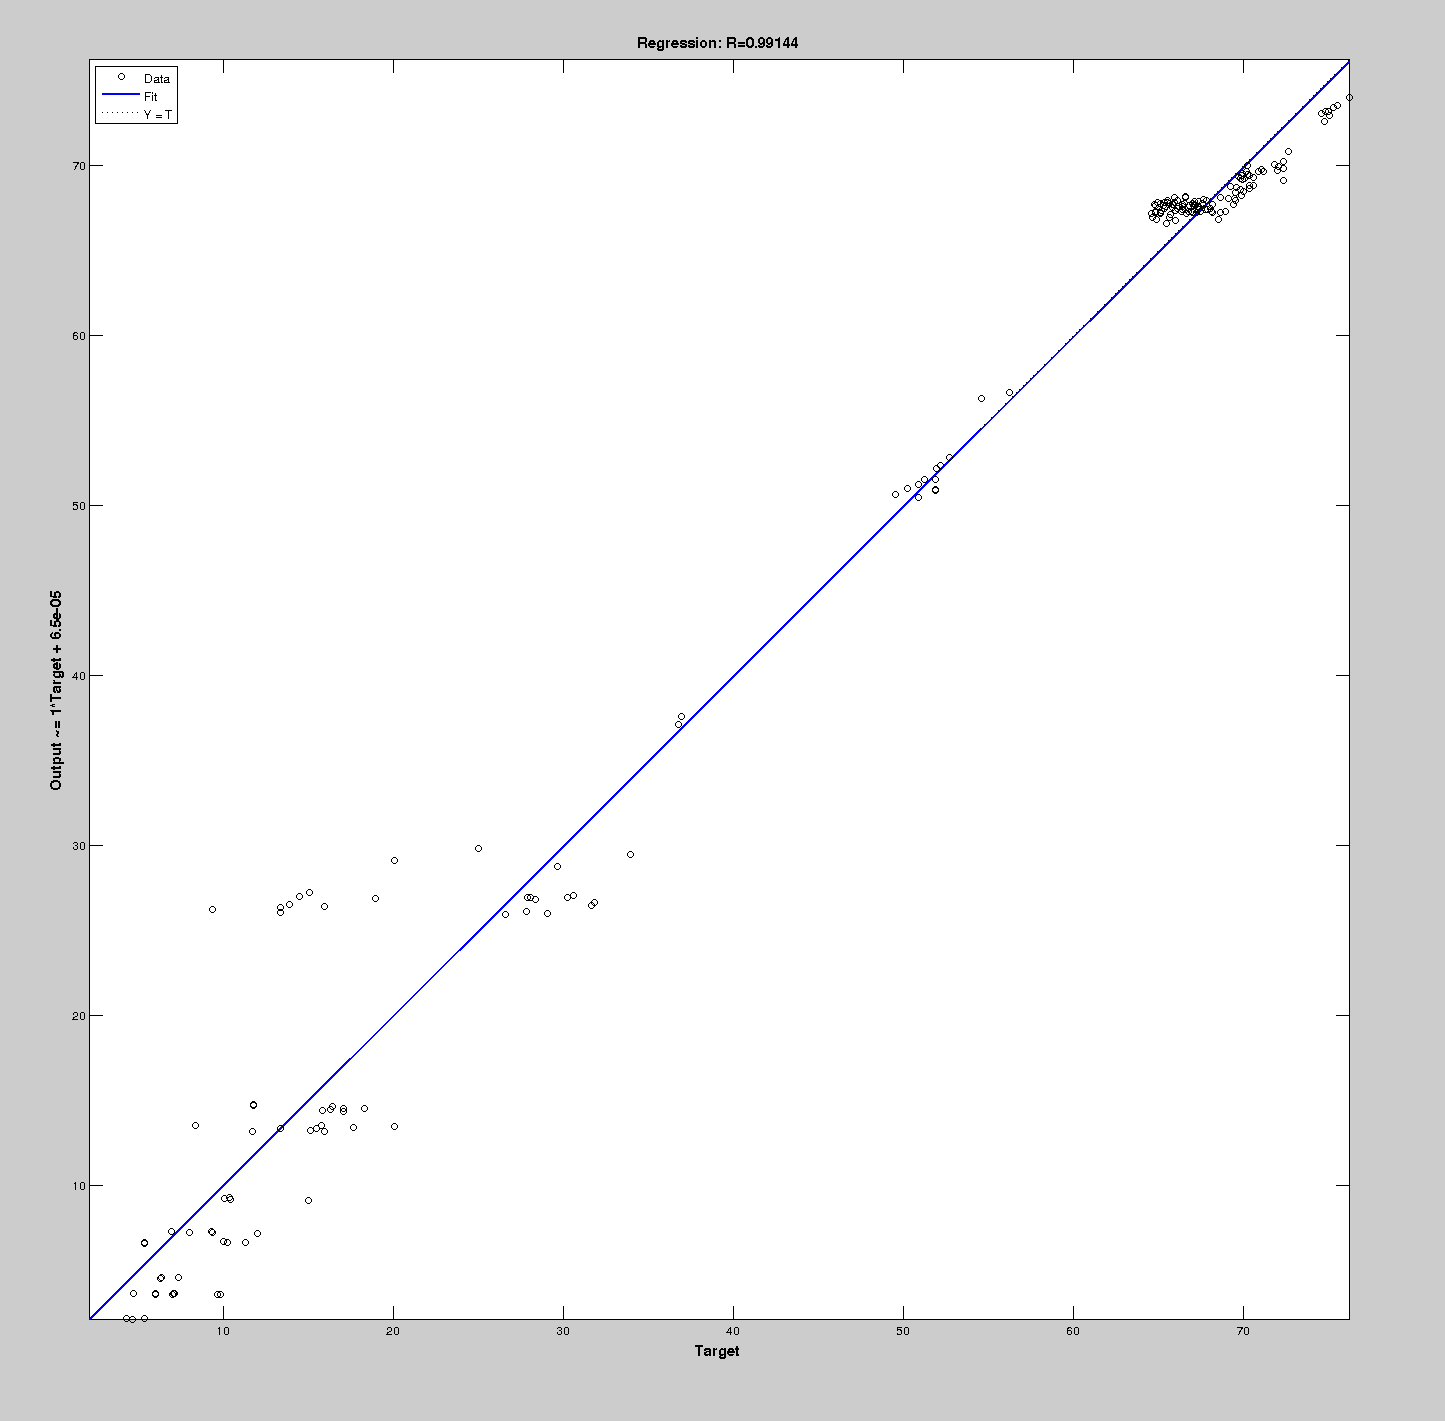 Regression: R=0.99144
Data
Fit
Y = T
70
60
50
40
30
20
10
Output ~= 1*Target + 6.5e-05
10 20 30 40 50 60 70
Target